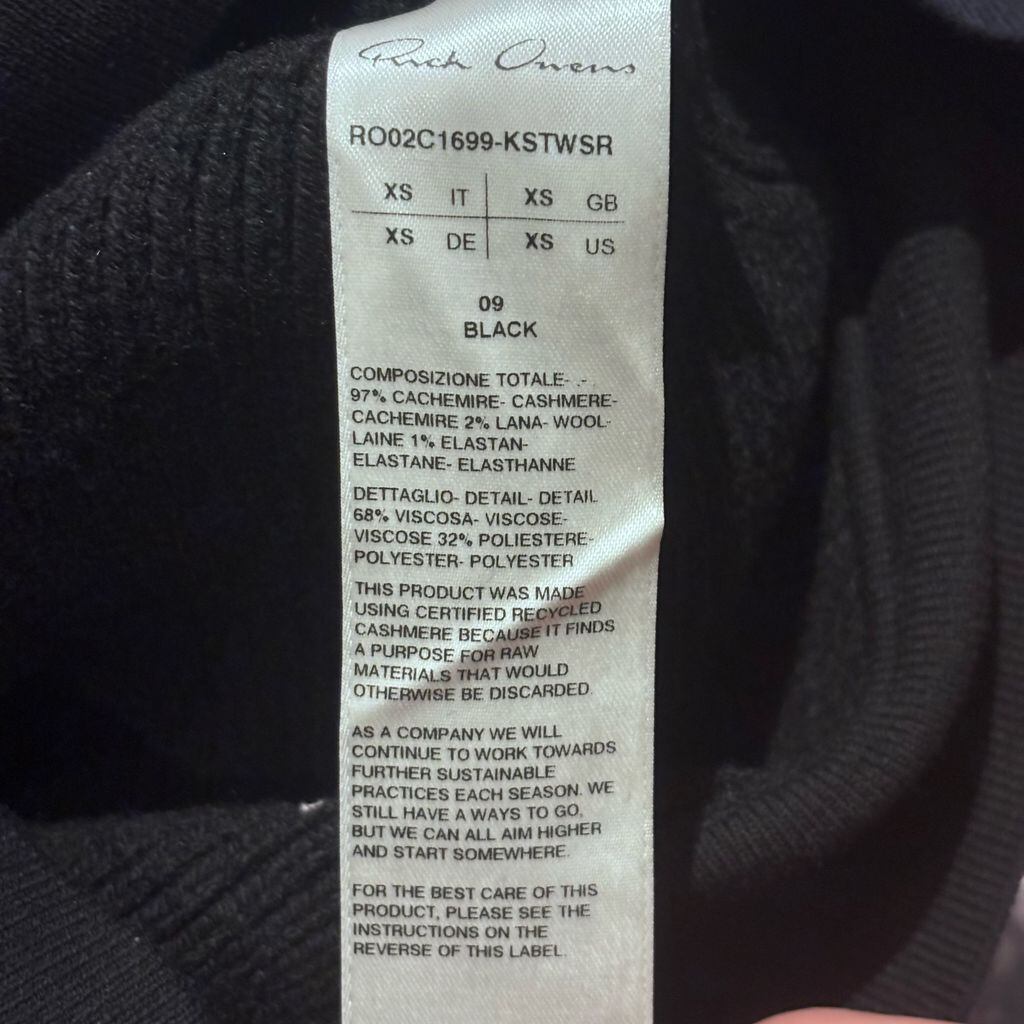 Rick Owens
RO02C1699-KSTWSR
XS IT XS GB
XS DE XS US
09
BLACK
COMPOSIZIONE TOTALE- .-
97% CACHEMIRE- CASHMERE-
CACHEMIRE 2% LANA- WOOL-
LAINE 1% ELASTAN-
ELASTANE- ELASTHANNE
DETTAGLIO- DETAIL- DETAIL
68% VISCOSA- VISCOSE-
VISCOSE 32% POLIESTERE-
POLYESTER- POLYESTER
THIS PRODUCT WAS MADE
USING CERTIFIED RECYCLED
CASHMERE BECAUSE IT FINDS
A PURPOSE FOR RAW
MATERIALS THAT WOULD
OTHERWISE BE DISCARDED.
AS A COMPANY WE WILL
CONTINUE TO WORK TOWARDS
FURTHER SUSTAINABLE
PRACTICES EACH SEASON. WE
STILL HAVE A WAYS TO GO,
BUT WE CAN ALL AIM HIGHER
AND START SOMEWHERE.
FOR THE BEST CARE OF THIS
PRODUCT, PLEASE SEE THE
INSTRUCTIONS ON THE
REVERSE OF THIS LABEL.